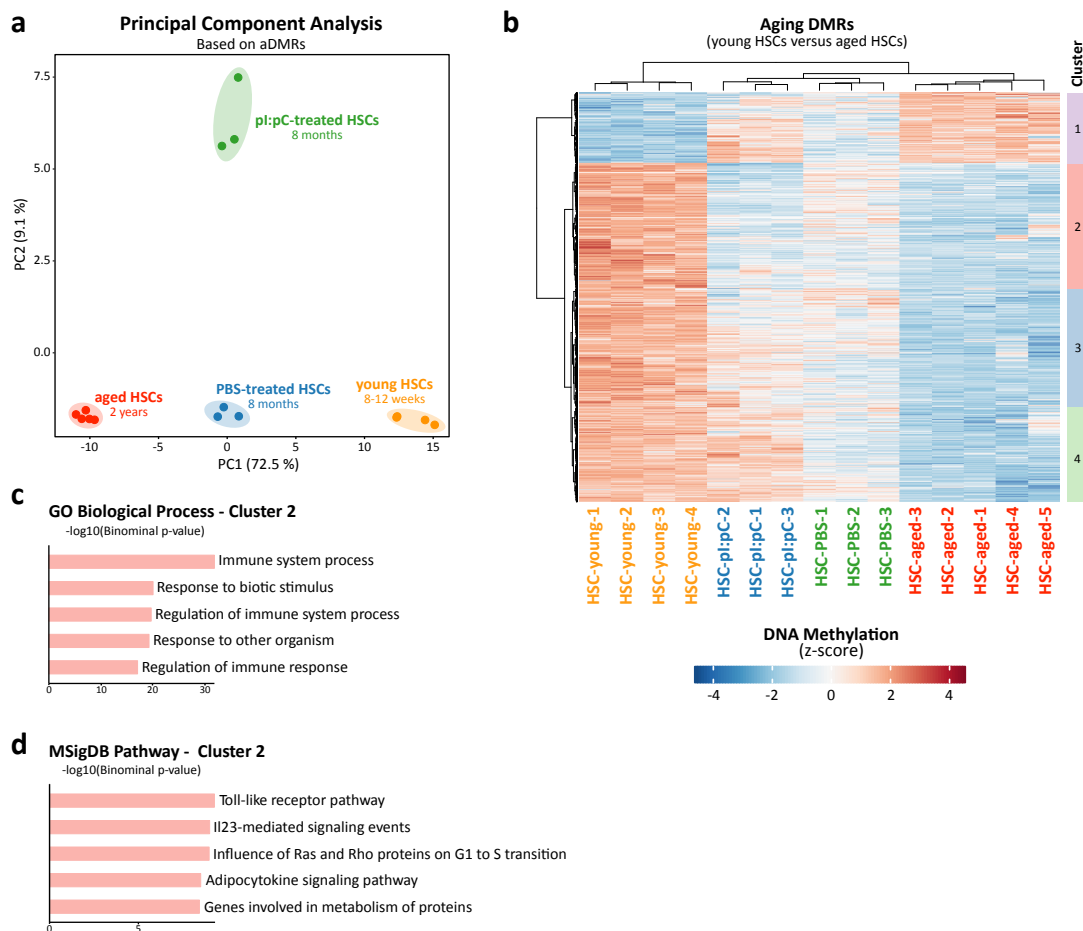 a
Principal Component Analysis
Based on aDMRs
7.5
5.0
2.5
0.0
PC2 (9.1 %)
pI:pC-treated HSCs
8 months
aged HSCs
2 years
PBS-treated HSCs
8 months
young HSCs
8-12 weeks
-10
-5
0
5
10
15
PC1 (72.5 %)
b
Aging DMRs
(young HSCs versus aged HSCs)
Cluster
1
2
3
4
HSC-young-1
HSC-young-2
HSC-young-3
HSC-young-4
HSC-pI:pC-2
HSC-pI:pC-1
HSC-pI:pC-3
HSC-PBS-1
HSC-PBS-2
HSC-PBS-3
HSC-aged-3
HSC-aged-2
HSC-aged-1
HSC-aged-4
HSC-aged-5
DNA Methylation
(z-score)
-4 -2 0 2 4
c
GO Biological Process - Cluster 2
-log10(Binominal p-value)
Immune system process
Response to biotic stimulus
Regulation of immune system process
Response to other organism
Regulation of immune response
0 10 20 30
d
MSigDB Pathway - Cluster 2
-log10(Binominal p-value)
Toll-like receptor pathway
Il23-mediated signaling events
Influence of Ras and Rho proteins on G1 to S transition
Adipocytokine signaling pathway
Genes involved in metabolism of proteins
0 5